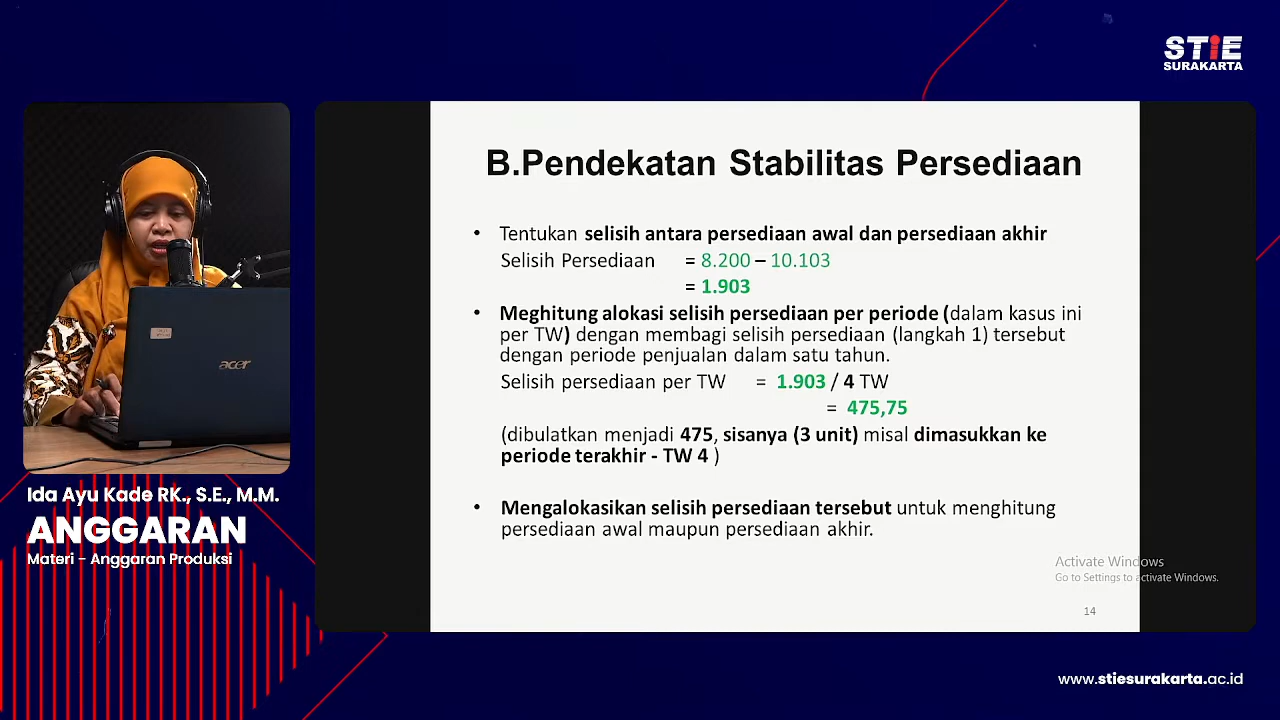 STiE
SURAKARTA
B.Pendekatan Stabilitas Persediaan
• Tentukan selisih antara persediaan awal dan persediaan akhir
Selisih Persediaan = 8.200 – 10.103
= 1.903
• Meghitung alokasi selisih persediaan per periode (dalam kasus ini
per TW) dengan membagi selisih persediaan (langkah 1) tersebut
dengan periode penjualan dalam satu tahun.
Selisih persediaan per TW = 1.903 / 4 TW
= 475,75
(dibulatkan menjadi 475, sisanya (3 unit) misal dimasukkan ke
periode terakhir - TW 4 )
• Mengalokasikan selisih persediaan tersebut untuk menghitung
persediaan awal maupun persediaan akhir.
Activate Windows
Go to Settings to activate Windows.
14
acer
Ida Ayu Kade RK., S.E., M.M.
ANGGARAN
Materi - Anggaran Produksi
www.stiesurakarta.ac.id